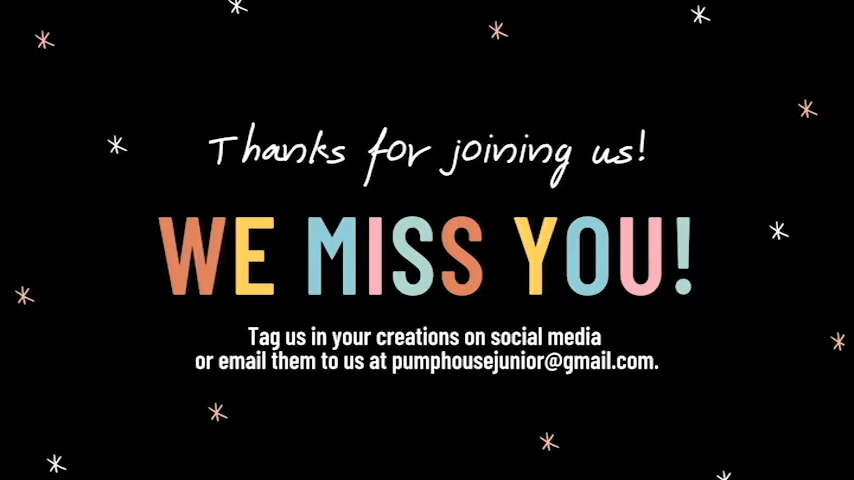 Thanks for joining us!
WE MISS YOU!
Tag us in your creations on social media
or email them to us at pumphousejunior@gmail.com.